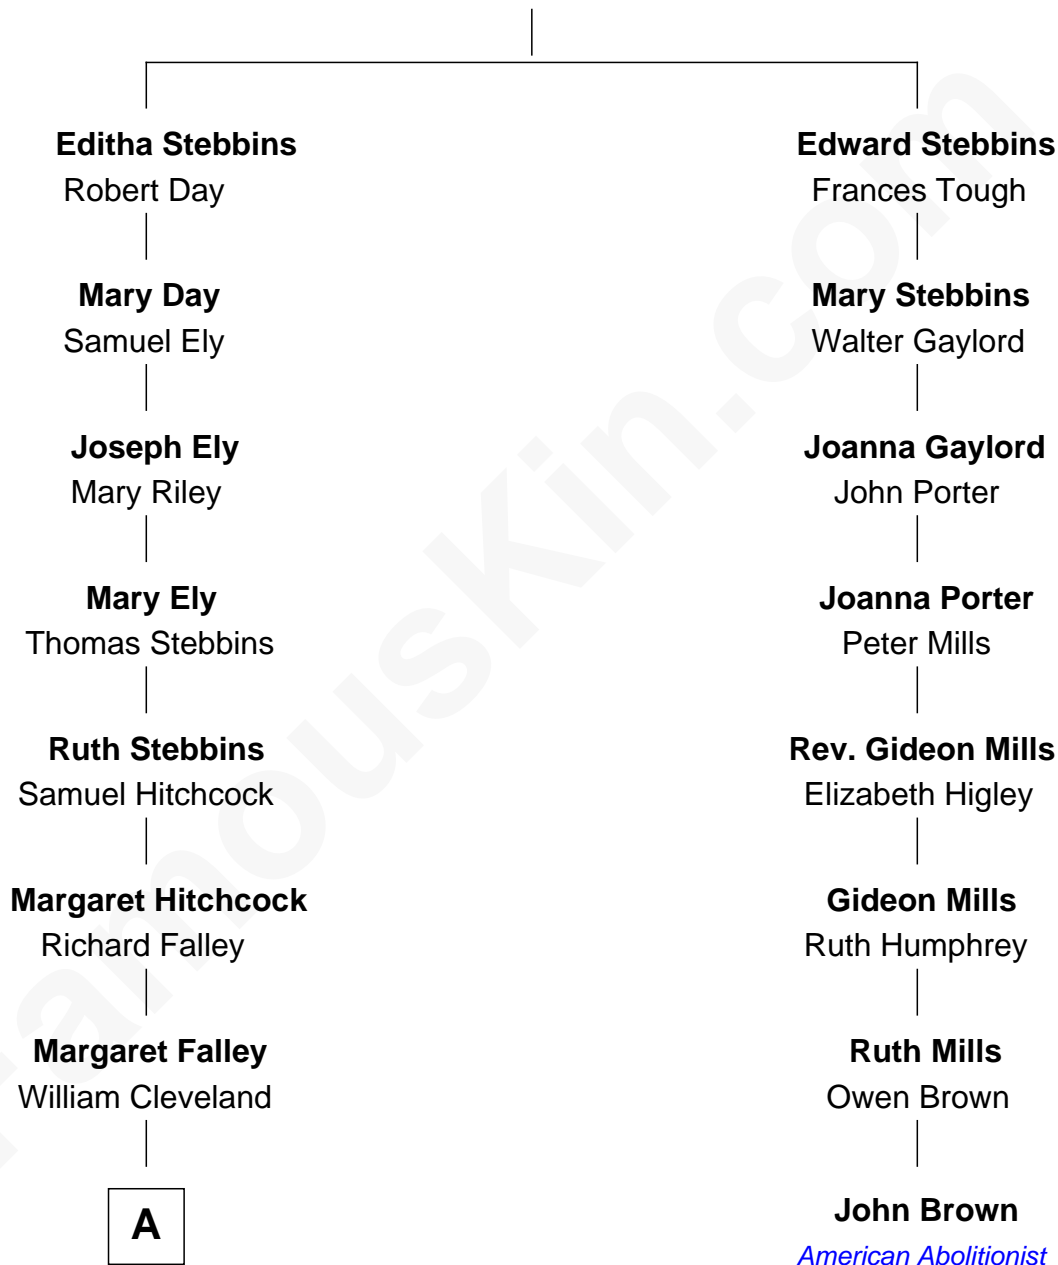 Editha Stebbins
Robert Day
Mary Day
Samuel Ely
Joseph Ely
Mary Riley
Mary Ely
Thomas Stebbins
Ruth Stebbins
Samuel Hitchcock
Margaret Hitchcock
Richard Falley
Margaret Falley
William Cleveland
A
Edward Stebbins
Frances Tough
Mary Stebbins
Walter Gaylord
Joanna Gaylord
John Porter
Joanna Porter
Peter Mills
Rev. Gideon Mills
Elizabeth Higley
Gideon Mills
Ruth Humphrey
Ruth Mills
Owen Brown
John Brown
American Abolitionist
FamousKin.com